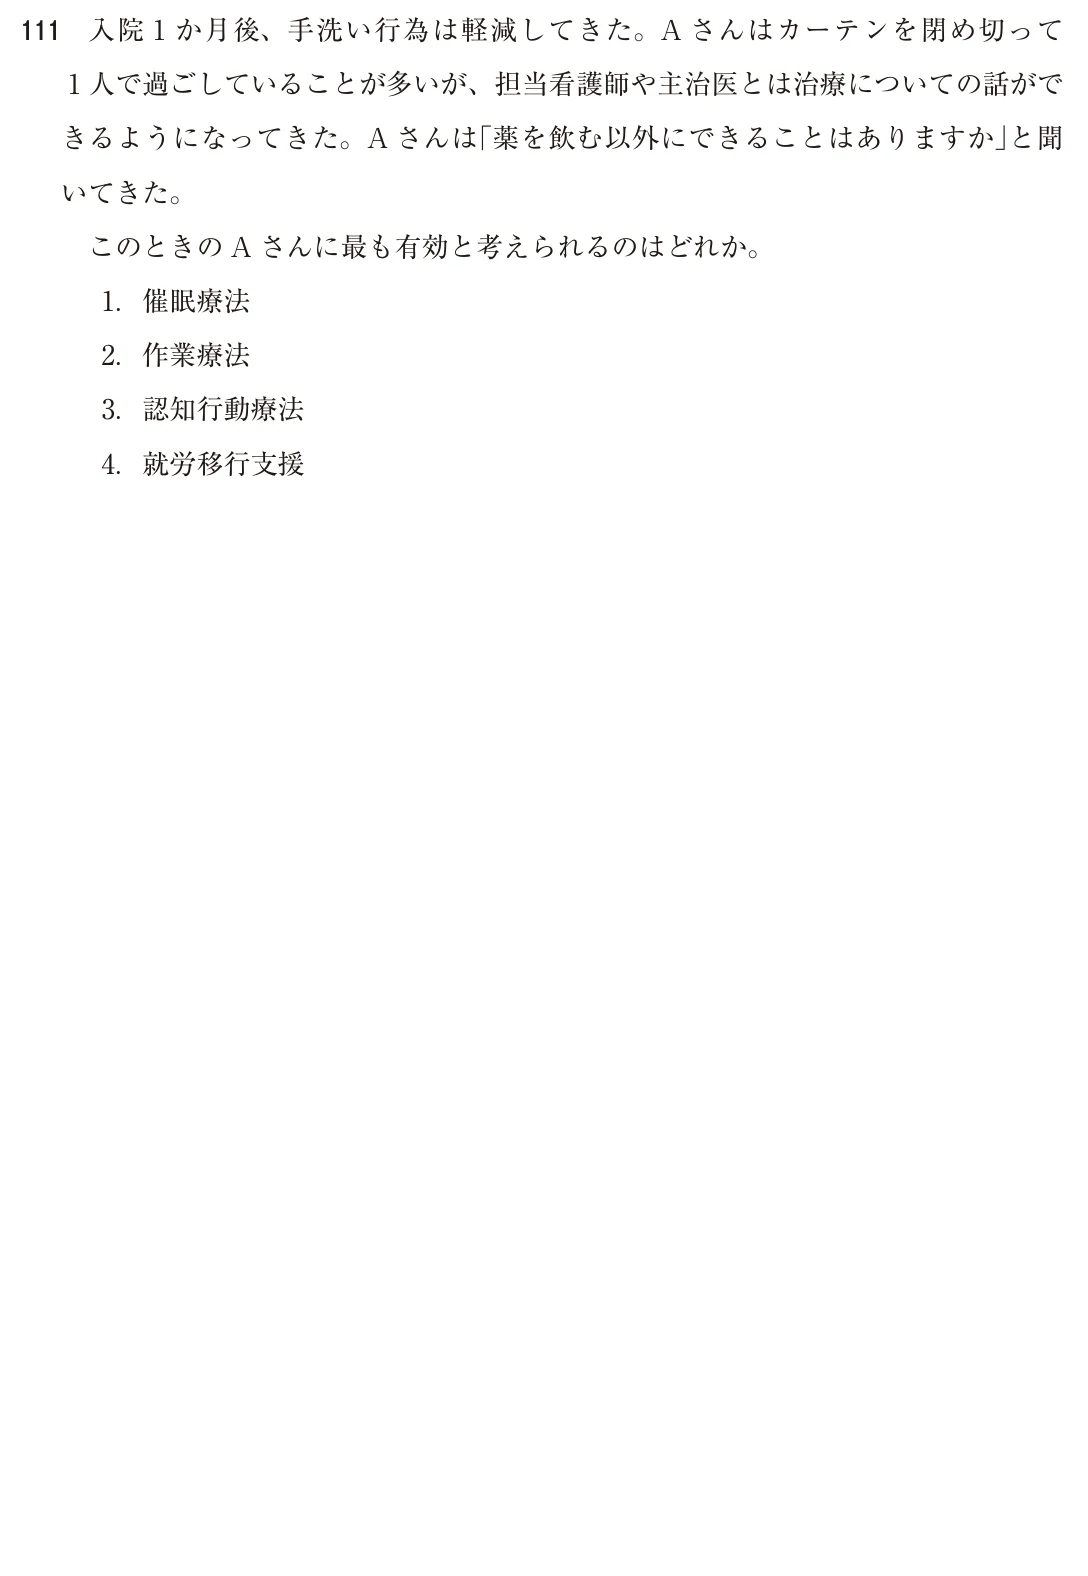 111 入院1か月後、手洗い行為は軽減してきた。Aさんはカーテンを閉め切って
1人で過ごしていることが多いが、担当看護師や主治医とは治療についての話がで
きるようになってきた。Aさんは「薬を飲む以外にできることはありますか」と聞
いてきた。
このときのAさんに最も有効と考えられるのはどれか。
1. 催眠療法
2. 作業療法
3. 認知行動療法
4. 就労移行支援